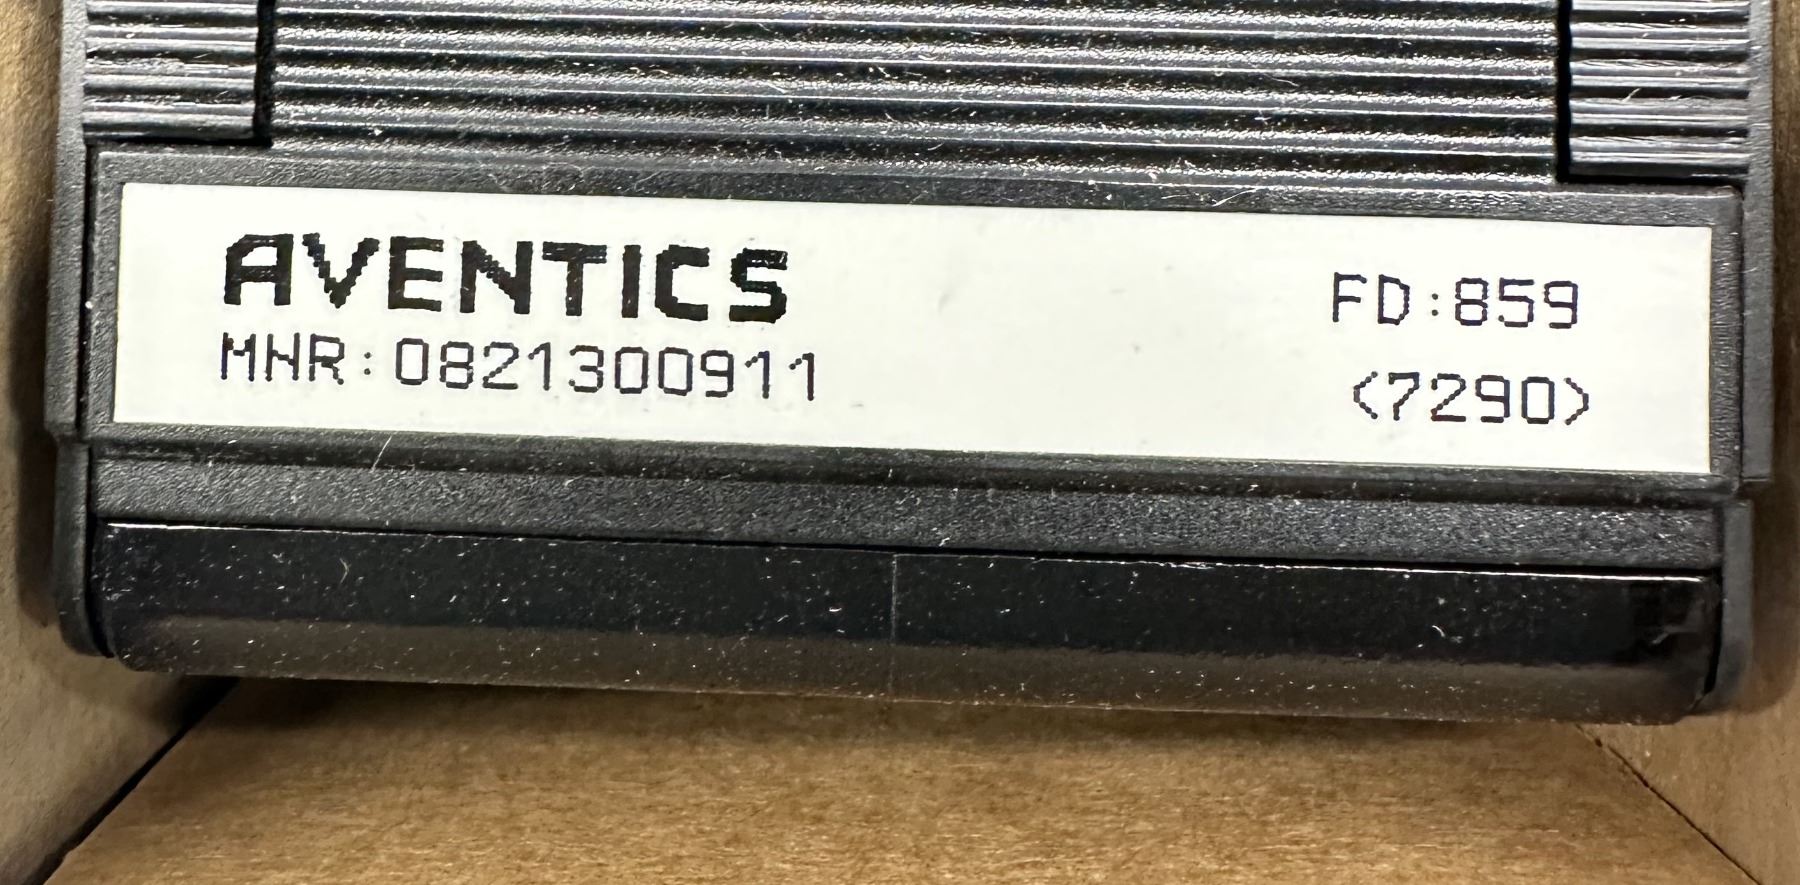 AVENTICS
MNR:0821300911
FD:859
<7290>